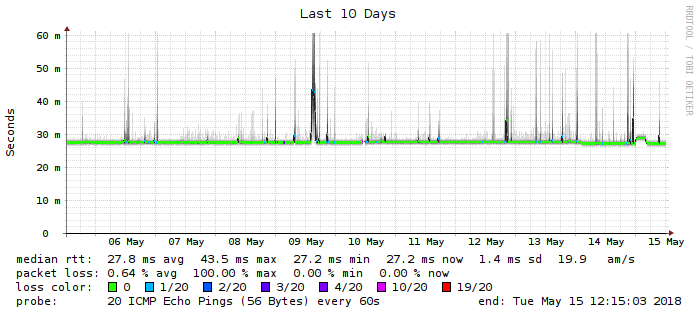 Last 10 Days
RRDTOOL / TOBI OETIKER
Seconds
60 m
50 m
40 m
30 m
20 m
10 m
0
06 May 07 May 08 May 09 May 10 May 11 May 12 May 13 May 14 May 15 May
median rtt: 27.8 ms avg 43.5 ms max 27.2 ms min 27.2 ms now 1.4 ms sd 19.9 am/s
packet loss: 0.64 % avg 100.00 % max 0.00 % min 0.00 % now
loss color: 0 1/20 2/20 3/20 4/20 10/20 19/20
probe: 20 ICMP Echo Pings (56 Bytes) every 60s end: Tue May 15 12:15:03 2018